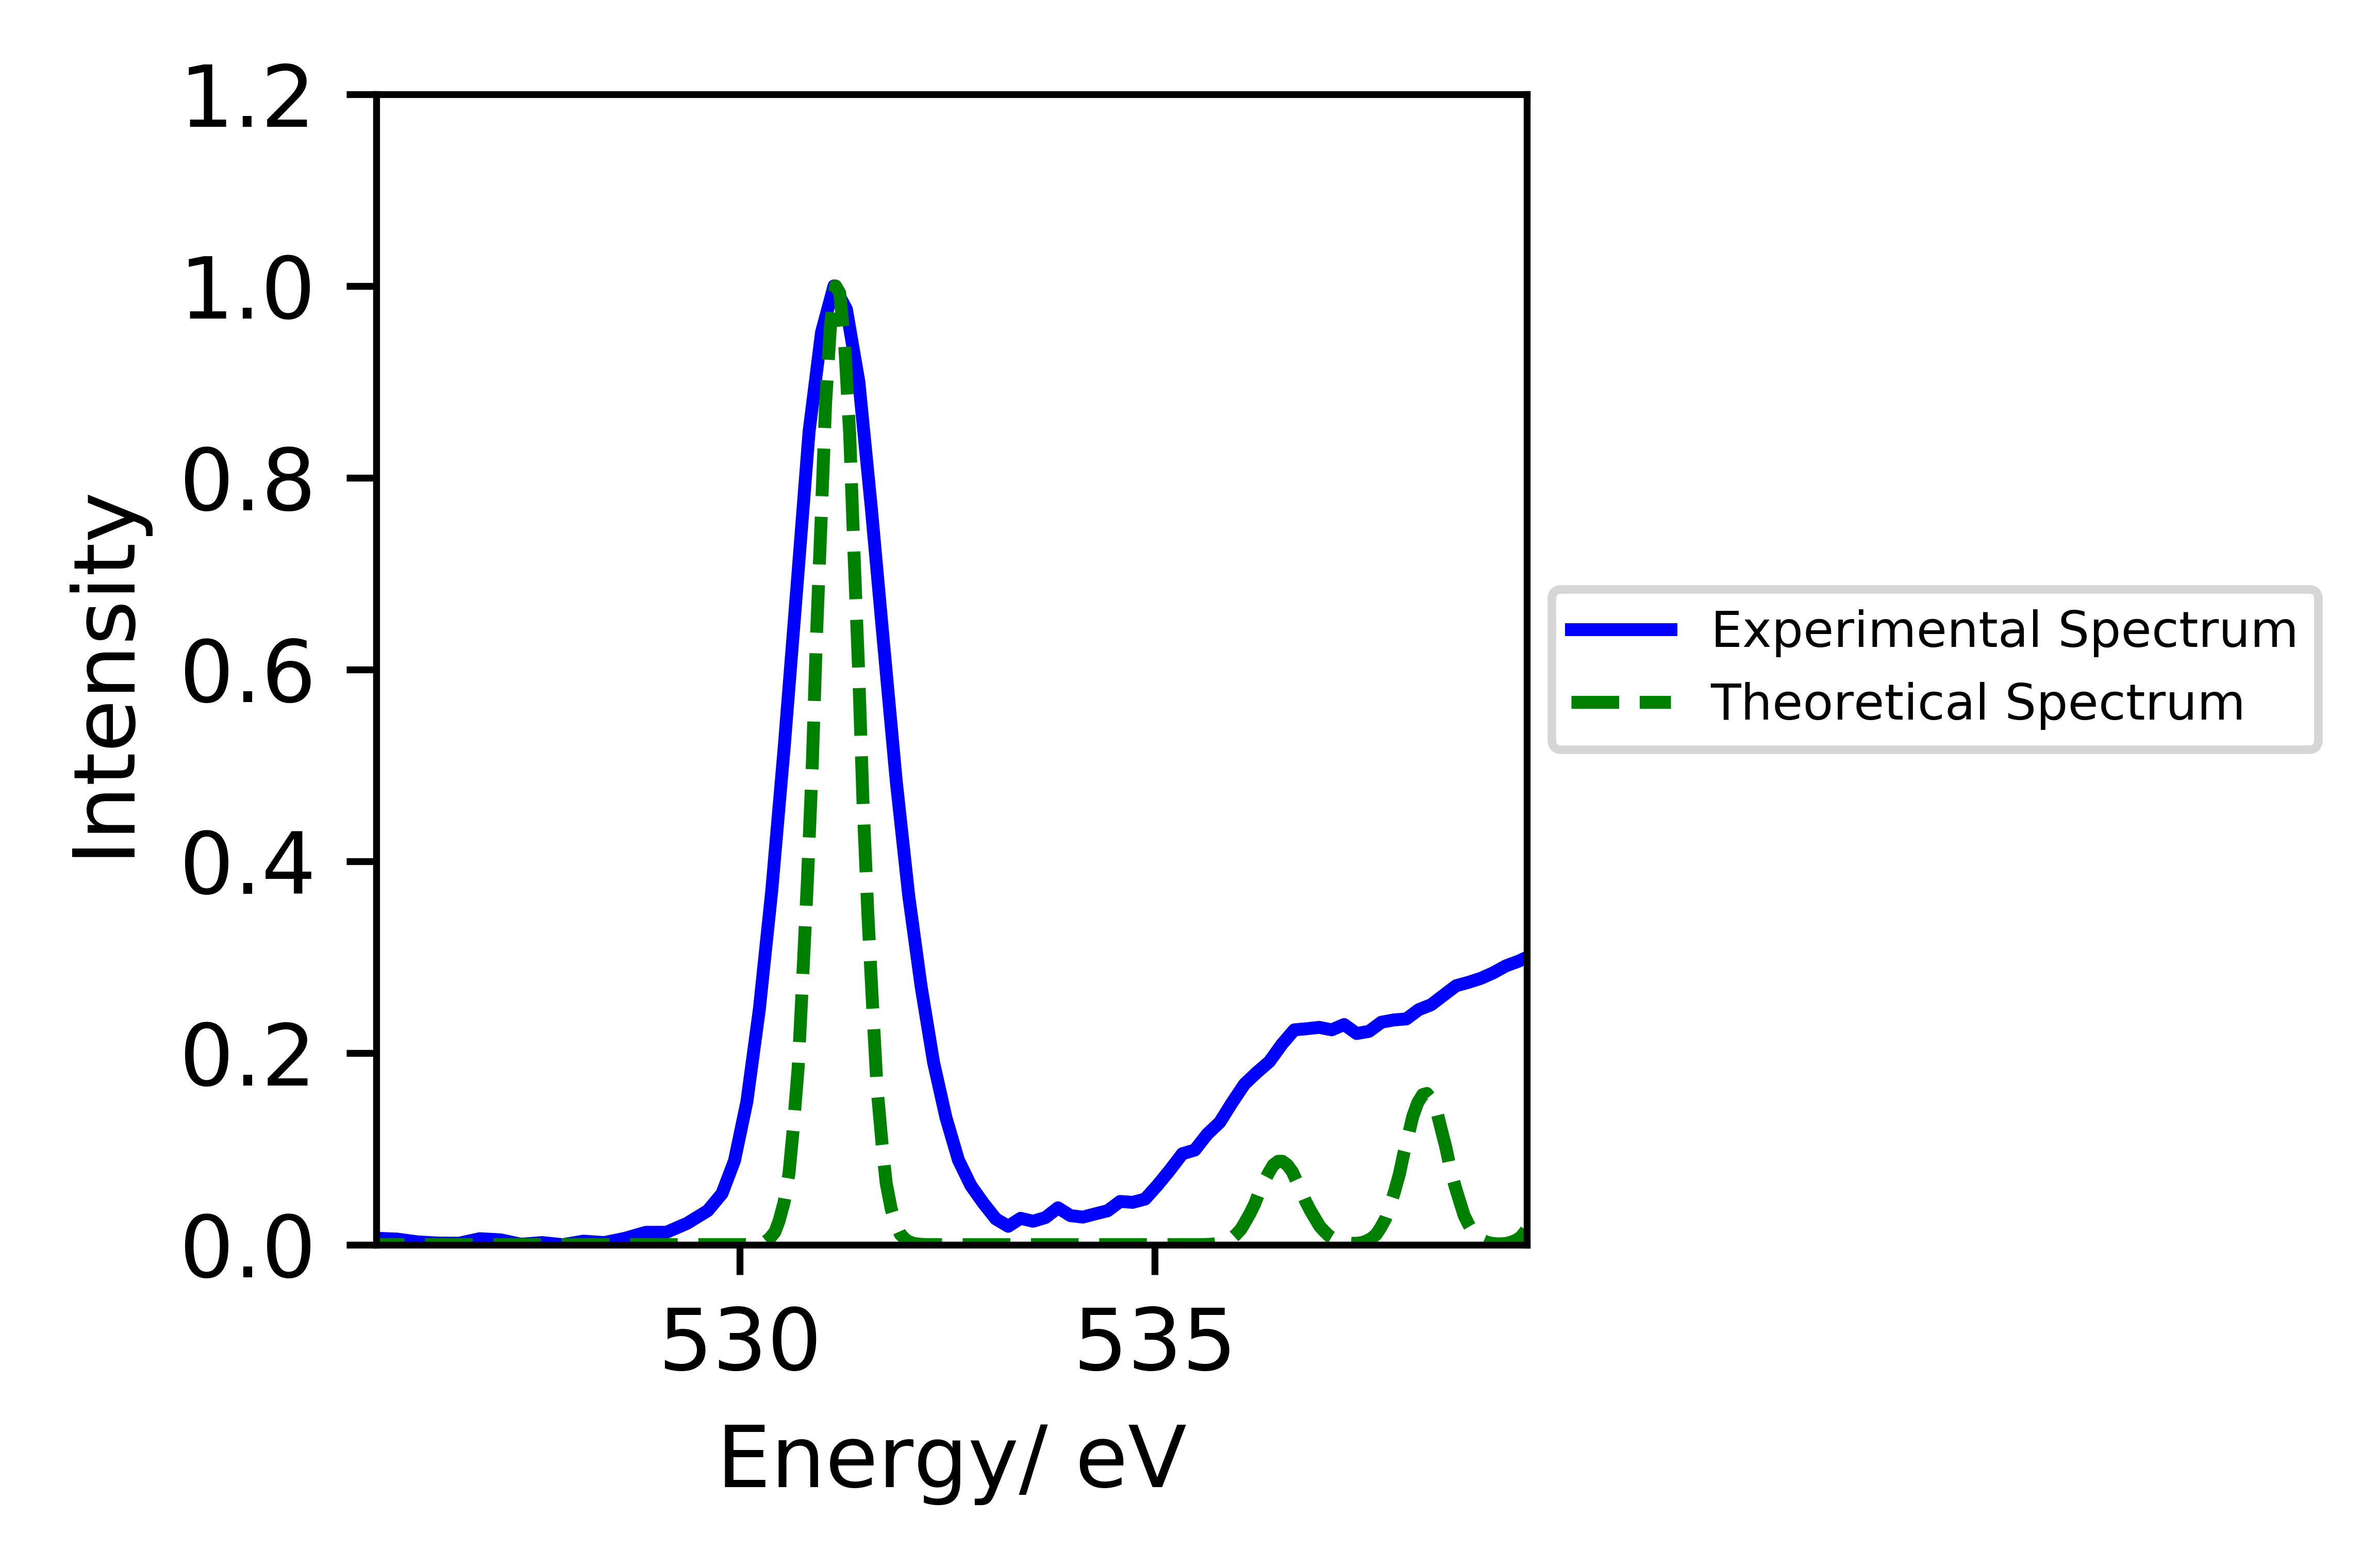 1.2
1.0
0.8
0.6
0.4
0.2
0.0
Intensity
530
535
Energy/ eV
Experimental Spectrum
Theoretical Spectrum